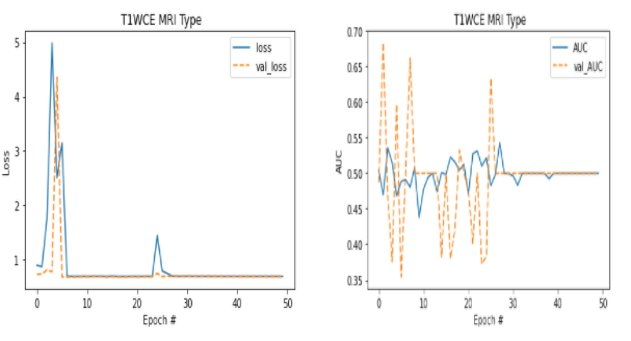 T1WCE MRI Type
loss
val_loss
5
4
3
2
1
Loss
0
10
20
30
40
50
Epoch #
T1WCE MRI Type
AUC
val_AUC
0.70
0.65
0.60
0.55
0.50
0.45
0.40
0.35
AUC
0
10
20
30
40
50
Epoch #